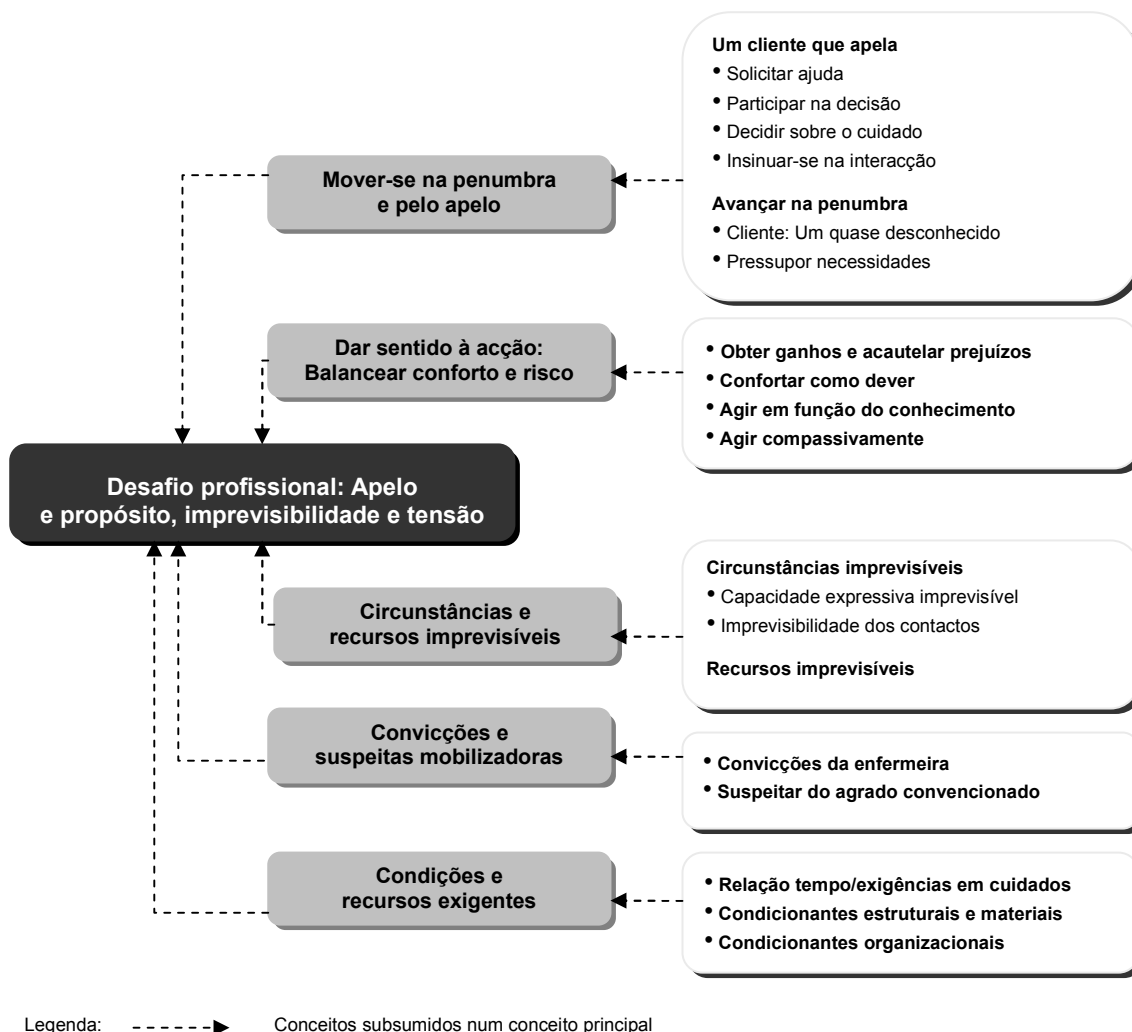 Um cliente que apela
• Solicitar ajuda
• Participar na decisão
• Decidir sobre o cuidado
• Insinuar-se na interacção
Mover-se na penumbra
e pelo apelo
Avançar na penumbra
• Cliente: Um quase desconhecido
• Pressupor necessidades
Dar sentido à acção:
Balancear conforto e risco
• Obter ganhos e acautelar prejuízos
• Confortar como dever
• Agir em função do conhecimento
• Agir compassivamente
Desafio profissional: Apelo
e propósito, imprevisibilidade e tensão
Circunstâncias e
recursos imprevisíveis
Circunstâncias imprevisíveis
• Capacidade expressiva imprevisível
• Imprevisibilidade dos contactos
Recursos imprevisíveis
Convicções e
suspeitas mobilizadoras
• Convicções da enfermeira
• Suspeitar do agrado convencionado
Condições e
recursos exigentes
• Relação tempo/exigências em cuidados
• Condicionantes estruturais e materiais
• Condicionantes organizacionais
Legenda: Conceitos subsumidos num conceito principal